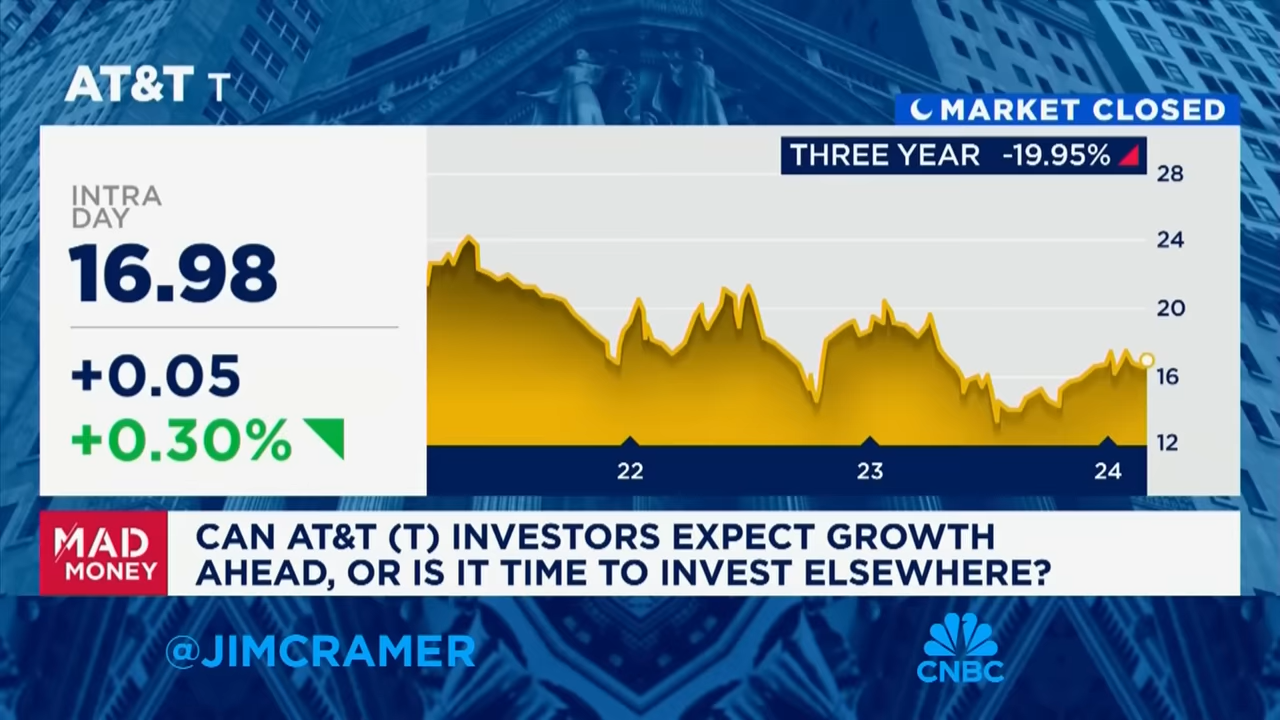 AT&T T
MARKET CLOSED
INTRA
DAY
16.98
+0.05
+0.30%
THREE YEAR -19.95%
28
24
20
16
12
22 23 24
MAD
MONEY
CAN AT&T (T) INVESTORS EXPECT GROWTH
AHEAD, OR IS IT TIME TO INVEST ELSEWHERE?
@JIMCRAMER
CNBC